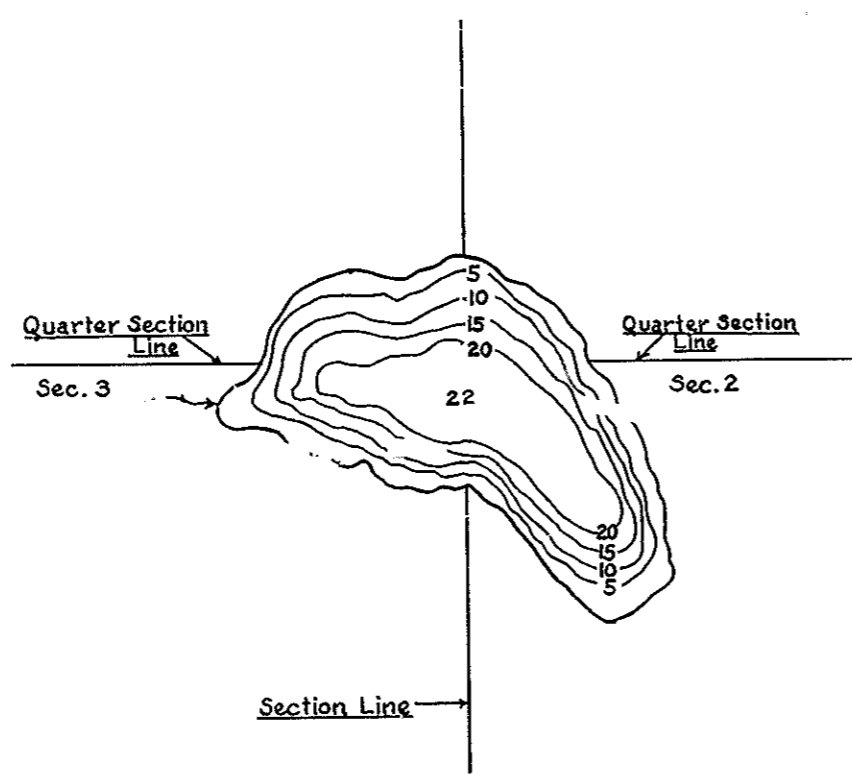 5
10
15
20
Quarter Section
Line
Quarter Section
Line
Sec. 3
Sec. 2
22
20
15
10
5
Section Line